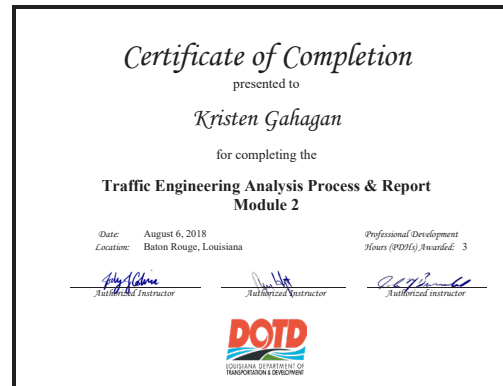 Certificate of Completion
presented to
Kristen Gahagan
for completing the
Traffic Engineering Analysis Process & Report
Module 2
Date: August 6, 2018
Location: Baton Rouge, Louisiana
Professional Development
Hours (PDHs) Awarded: 3
Authorized Instructor
Authorized Instructor
Authorized instructor
DOTD
LOUISIANA DEPARTMENT OF
TRANSPORTATION & DEVELOPMENT